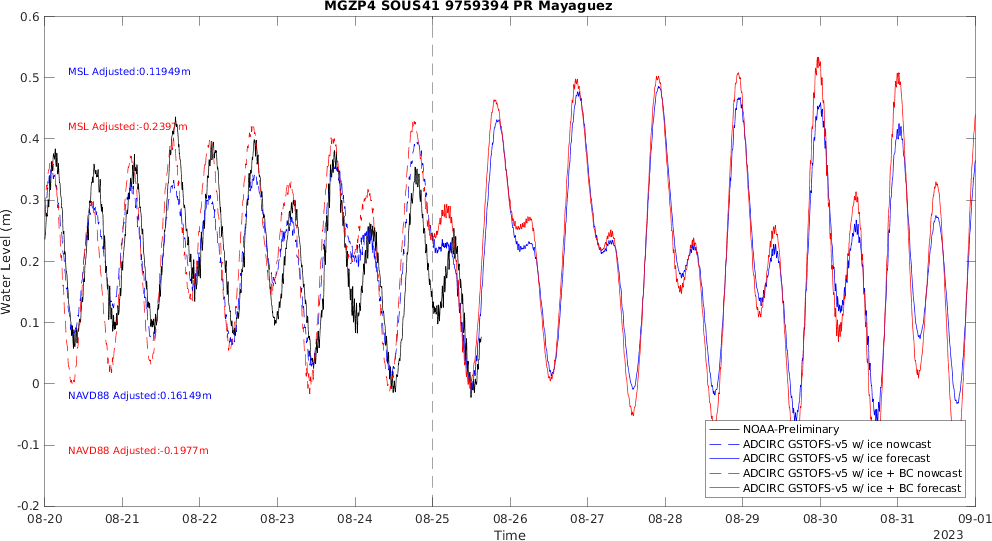 MGZP4 SOUS41 9759394 PR Mayaguez
0.6
0.5
0.4
0.3
0.2
0.1
0
-0.1
-0.2
Water Level (m)
MSL Adjusted:0.11949m
MSL Adjusted:-0.2397m
NAVD88 Adjusted:0.16149m
NAVD88 Adjusted:-0.1977m
NOAA-Preliminary
ADCIRC GSTOFS-v5 w/ ice nowcast
ADCIRC GSTOFS-v5 w/ ice forecast
ADCIRC GSTOFS-v5 w/ ice + BC nowcast
ADCIRC GSTOFS-v5 w/ ice + BC forecast
08-20 08-21 08-22 08-23 08-24 08-25 08-26 08-27 08-28 08-29 08-30 08-31 09-01
Time
2023